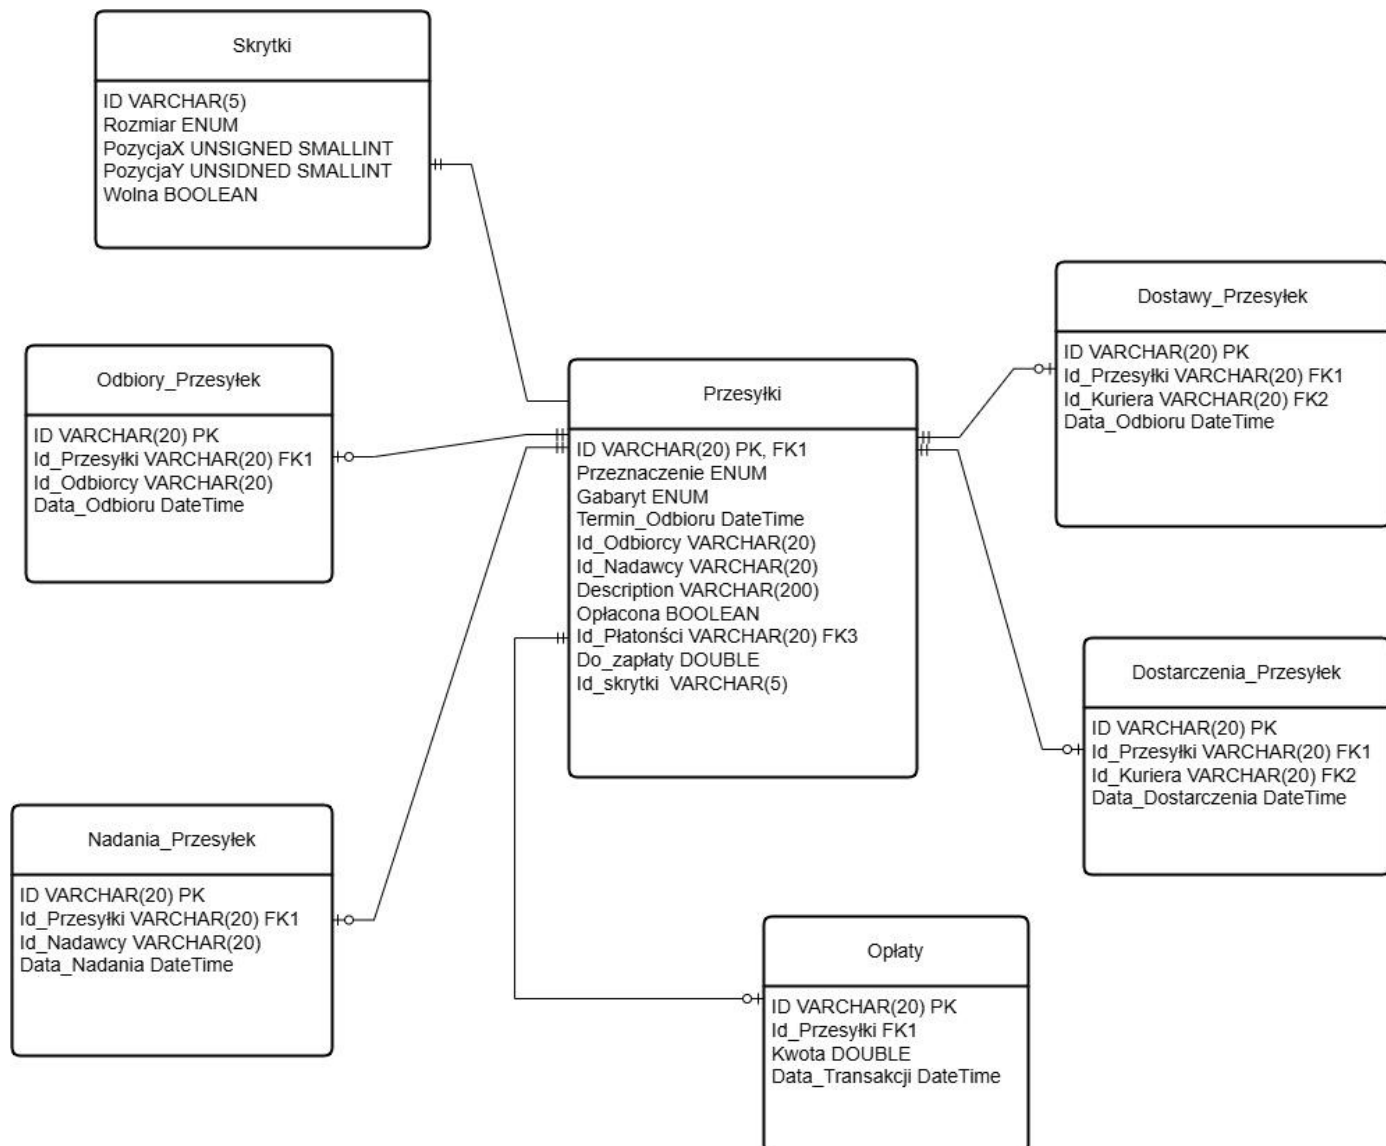 Skrytki
ID VARCHAR(5)
Rozmiar ENUM
PozycjaX UNSIGNED SMALLINT
PozycjaY UNSIDNED SMALLINT
Wolna BOOLEAN
Odbiory_Przesyłek
ID VARCHAR(20) PK
Id_Przesyłki VARCHAR(20) FK1
Id_Odbiorcy VARCHAR(20)
Data_Odbioru DateTime
Nadania_Przesyłek
ID VARCHAR(20) PK
Id_Przesyłki VARCHAR(20) FK1
Id_Nadawcy VARCHAR(20)
Data_Nadania DateTime
Przesyłki
ID VARCHAR(20) PK, FK1
Przeznaczenie ENUM
Gabaryt ENUM
Termin_Odbioru DateTime
Id_Odbiorcy VARCHAR(20)
Id_Nadawcy VARCHAR(20)
Description VARCHAR(200)
Opłacona BOOLEAN
Id_Płatonści VARCHAR(20) FK3
Do_zapłaty DOUBLE
Id_skrytki VARCHAR(5)
Dostawy_Przesyłek
ID VARCHAR(20) PK
Id_Przesyłki VARCHAR(20) FK1
Id_Kuriera VARCHAR(20) FK2
Data_Odbioru DateTime
Dostarczenia_Przesyłek
ID VARCHAR(20) PK
Id_Przesyłki VARCHAR(20) FK1
Id_Kuriera VARCHAR(20) FK2
Data_Dostarczenia DateTime
Opłaty
ID VARCHAR(20) PK
Id_Przesyłki FK1
Kwota DOUBLE
Data_Transakcji DateTime